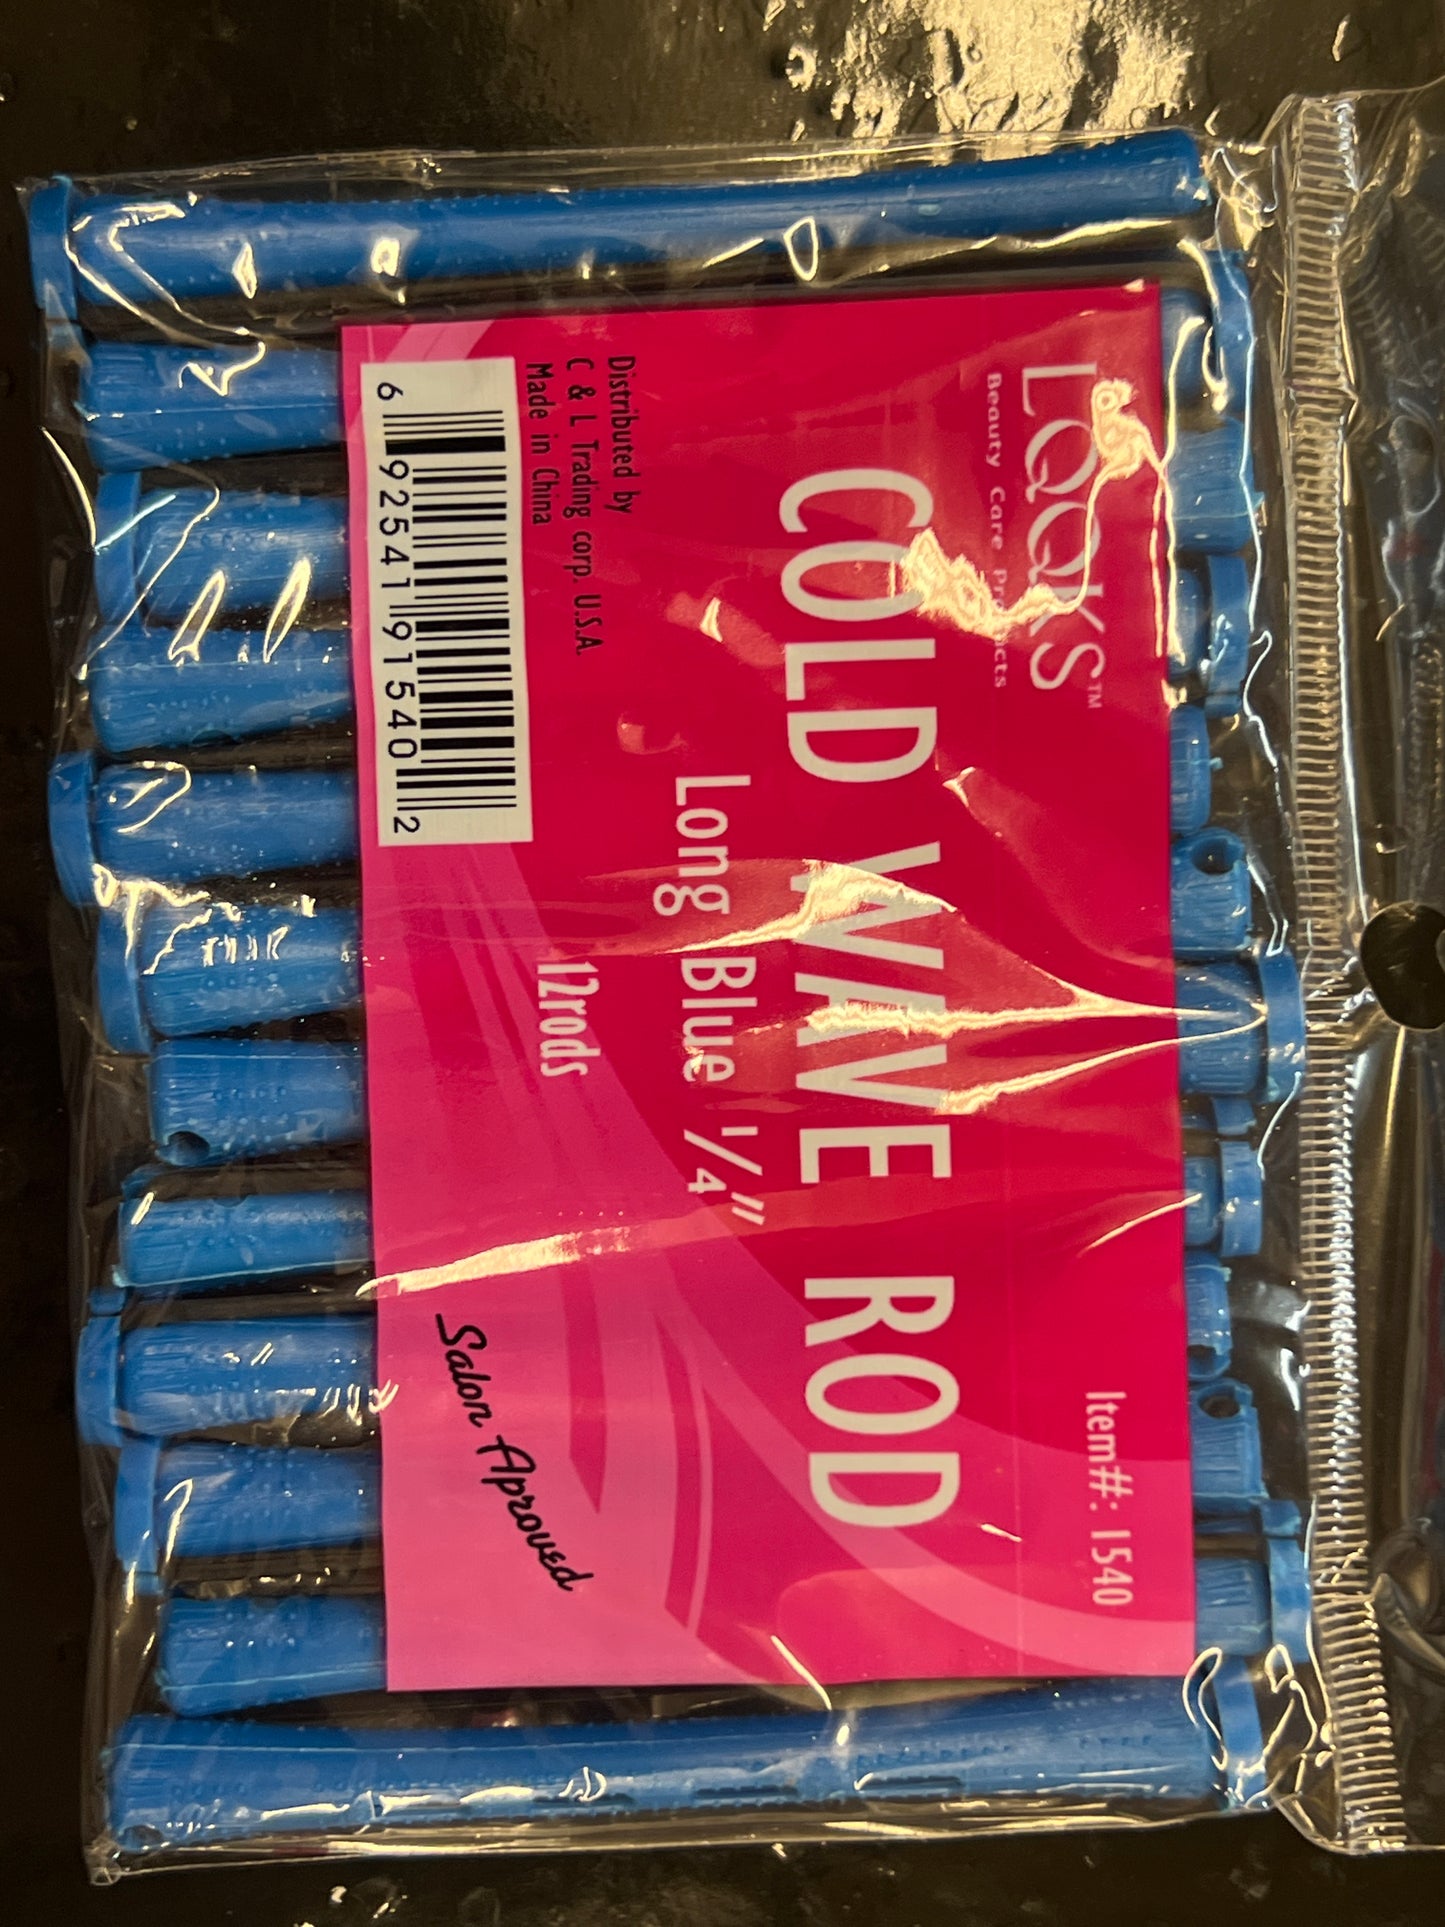 LQQKS™
Beauty Care Products
Item#: 1540
COLD WAVE ROD
Long Blue ¼"
12rods
Distributed by
C & L Trading corp. U.S.A.
Made in China
6 92541 91540 2
Salon Aproved